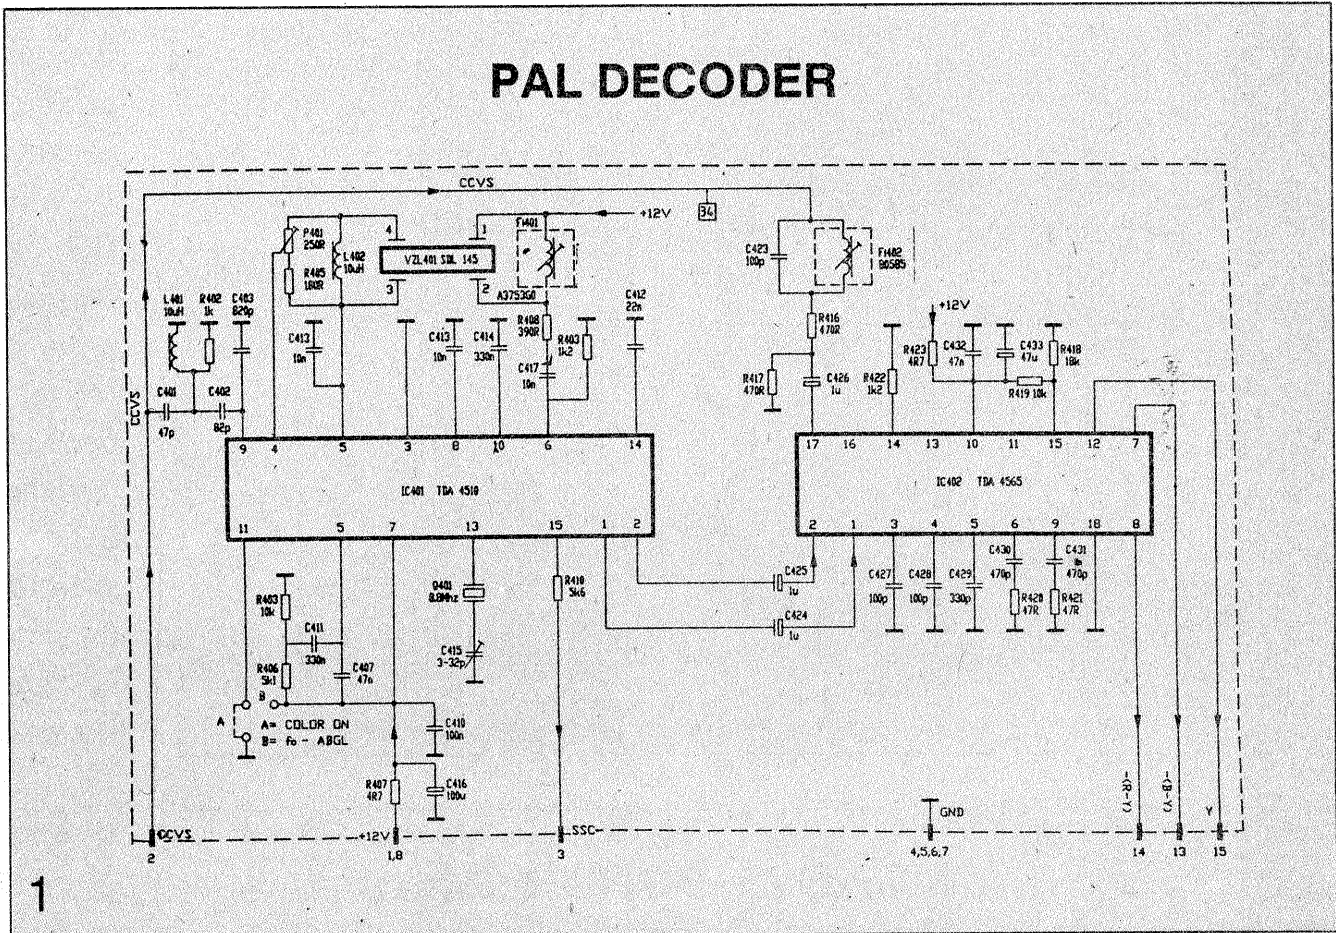 PAL DECODER
CCVS
34
+12V
P401
250R
R405
180R
L402
10uH
4
1
VZL401 SDL 145
3
2
Fi401
A3753GO
C423
100p
Fi402
L401
10uH
R402
1k
C403
820p
C413
10n
C413
10n
C414
330n
R408
390R
C417
10n
R403
1k2
C412
22n
R416
470R
R417
470R
C426
1u
R422
1k2
+12V
R423
4R7
C432
47n
C433
47u
R418
18k
R419 10k
CCVS
C401
47p
C402
82p
9
4
5
3
8
10
6
14
IC401 TDA 4510
11
5
7
13
15
1
2
17
16
14
13
10
11
15
12
7
IC402 TDA 4565
2
1
3
4
5
6
9
18
8
R403
10k
C411
330n
R406
5k1
C407
47n
Q401
8.8Mhz
C415
3-32p
R410
5k6
C425
1u
C424
1u
C427
100p
C428
100p
C429
330p
C430
470p
R420
47R
C431
470p
R421
47R
A
B
A= COLOR ON
B= fo - ABGL
C410
100n
R407
4R7
C416
100u
CCVS
+12V
SSC
GND
-(R-Y)
-(B-Y)
Y
2
1,8
3
4,5,6,7
14
13
15
1